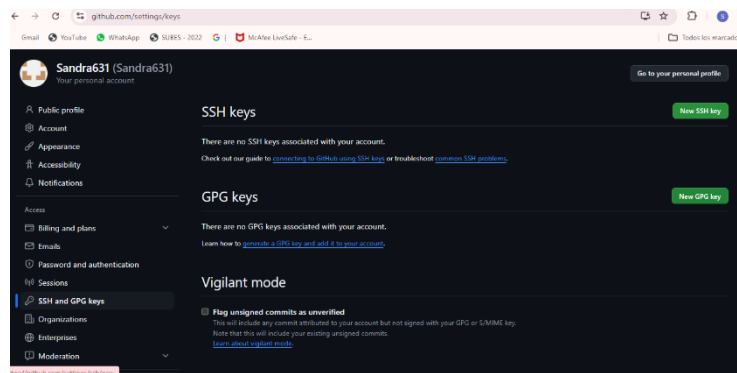 github.com/settings/keys
Gmail YouTube WhatsApp SUBES - 2022 G | McAfee LiveSafe - E... Todos los marcado
Sandra631 (Sandra631)
Your personal account
Go to your personal profile
Public profile
Account
Appearance
Accessibility
Notifications
Access
Billing and plans
Emails
Password and authentication
Sessions
SSH and GPG keys
Organizations
Enterprises
Moderation
SSH keys
New SSH key
There are no SSH keys associated with your account.
Check out our guide to connecting to GitHub using SSH keys or troubleshoot common SSH problems.
GPG keys
New GPG key
There are no GPG keys associated with your account.
Learn how to generate a GPG key and add it to your account.
Vigilant mode
Flag unsigned commits as unverified
This will include any commit attributed to your account but not signed with your GPG or S/MIME key.
Note that this will include your existing unsigned commits.
Learn about vigilant mode.